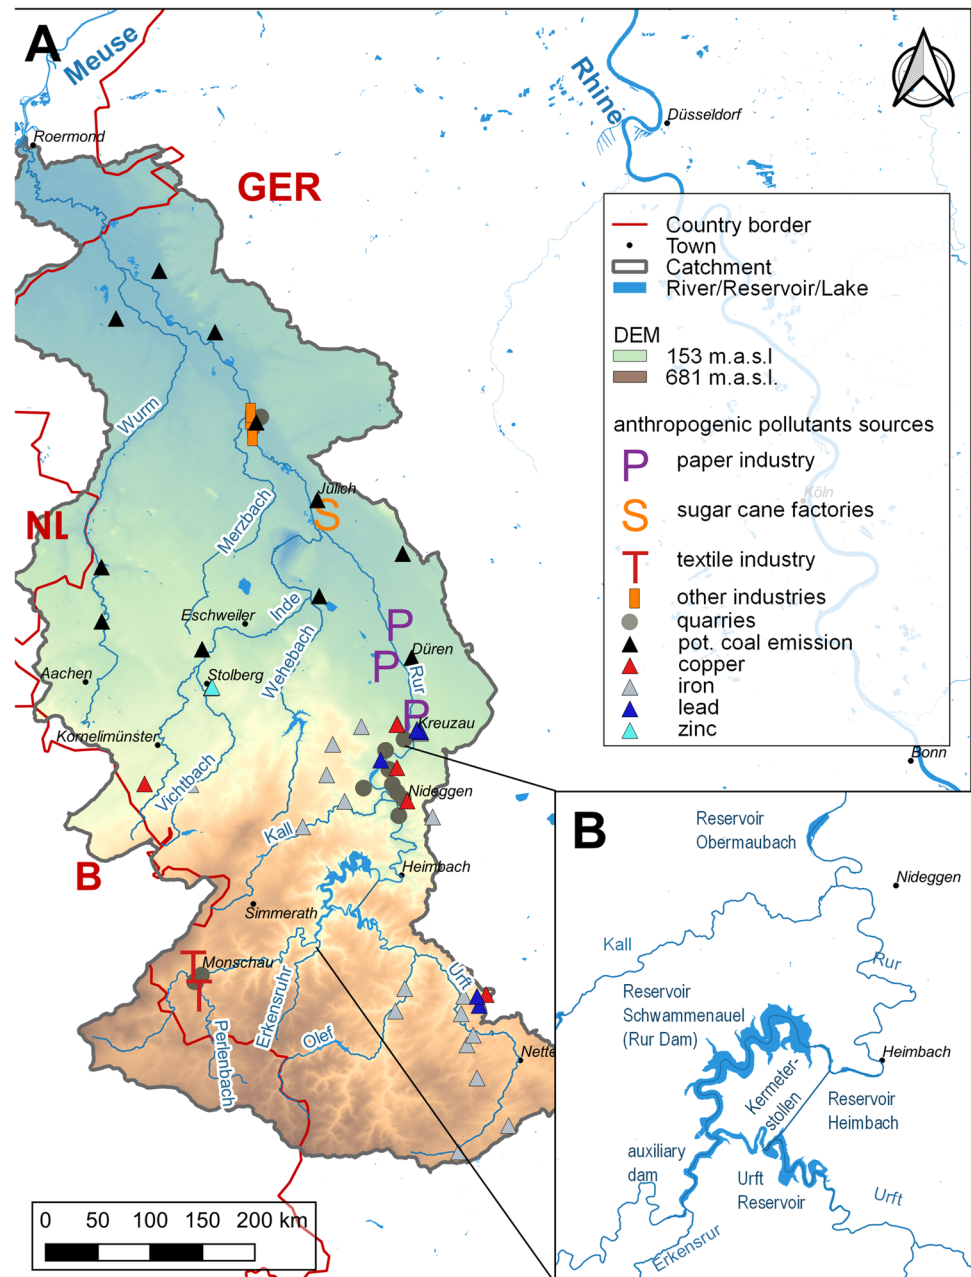 A
Meuse
Rhine
Düsseldorf
Roermond
GER
Country border
Town
Catchment
River/Reservoir/Lake
DEM
153 m.a.s.l
681 m.a.s.l.
anthropogenic pollutants sources
P paper industry
S sugar cane factories
T textile industry
other industries
quarries
pot. coal emission
copper
iron
lead
zinc
Köln
Bonn
Wurm
Jülich
S
Merzbach
NL
Eschweiler
Inde
P
P
Düren
Wehebach
Rur
Aachen
Stolberg
P
Kreuzau
Kornelimünster
Vichtbach
Nideggen
Kall
B
Heimbach
Simmerath
T
Monschau
T
Urft
Erkensruhr
Olef
Perlenbach
Nette
0 50 100 150 200 km
B
Reservoir
Obermaubach
Nideggen
Kall
Rur
Reservoir
Schwammenauel
(Rur Dam)
Heimbach
Kermeter-
stollen
Reservoir
Heimbach
auxiliary
dam
Urft
Reservoir
Urft
Erkensrur